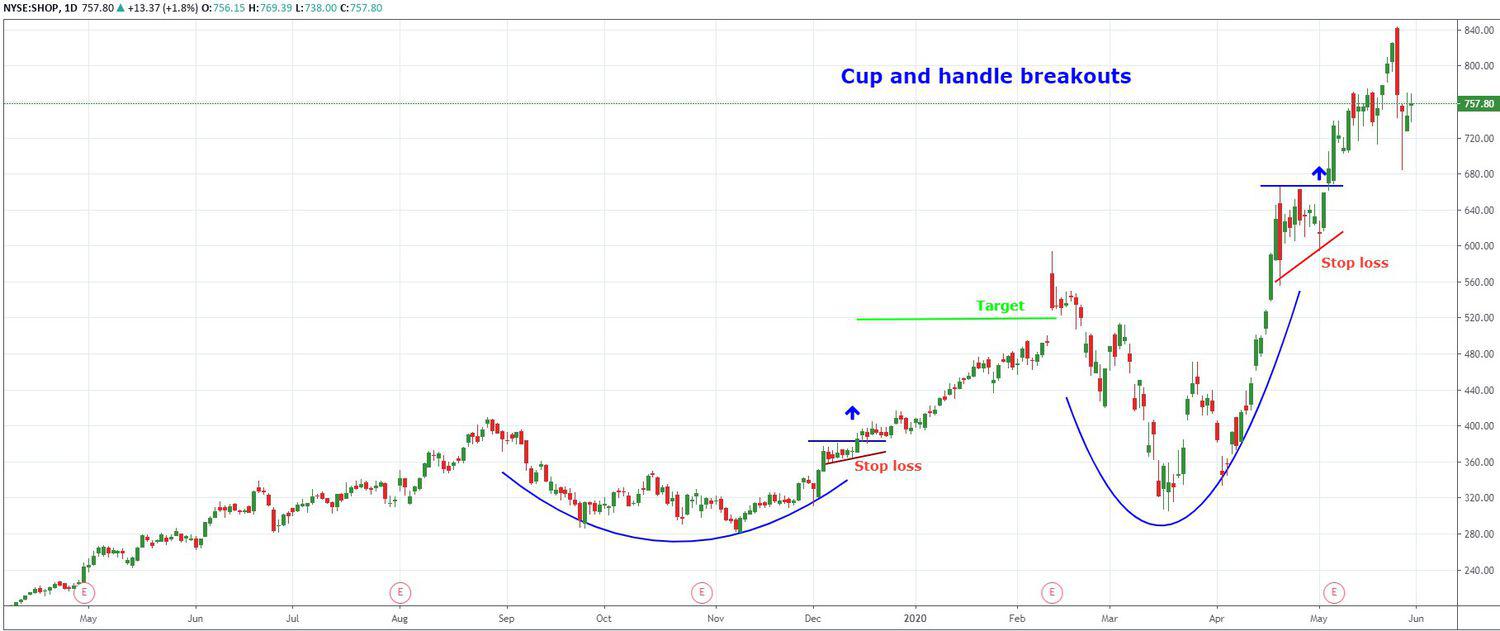 NYSE:SHOP, 1D 757.80 ▲ +13.37 (+1.8%) O:756.15 H:769.39 L:738.00 C:757.80
840.00
Cup and handle breakouts
800.00
757.80
720.00
680.00
640.00
600.00
Stop loss
560.00
Target
520.00
480.00
440.00
400.00
Stop loss
360.00
320.00
280.00
240.00
E E E E E
May Jun Jul Aug Sep Oct Nov Dec 2020 Feb Mar Apr May Jun